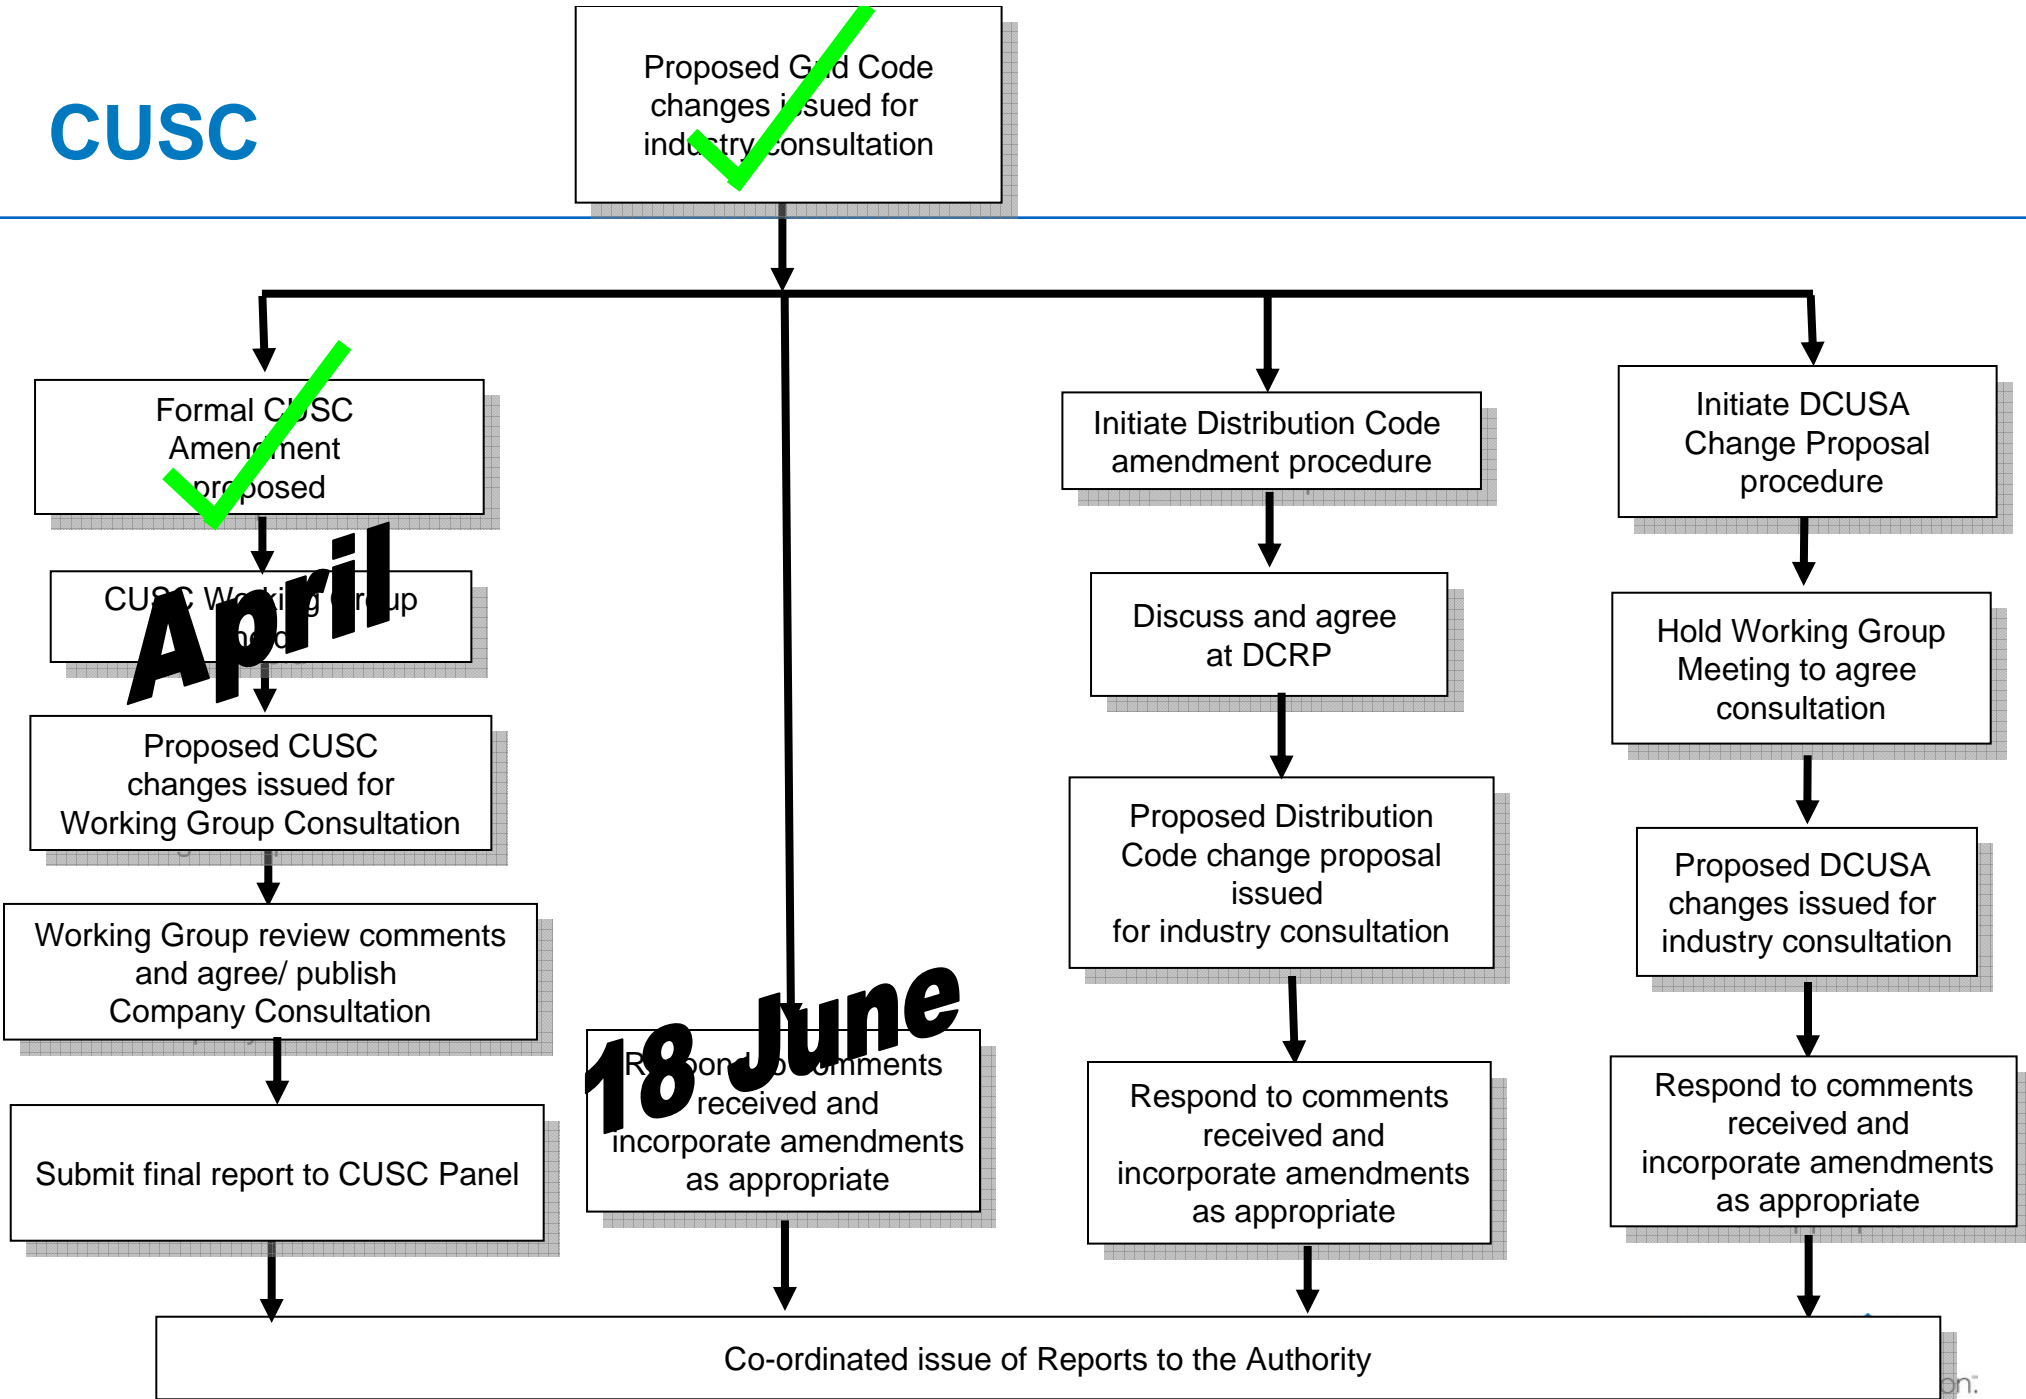 CUSC
Proposed Grid Code
changes issued for
industry consultation
Formal CUSC
Amendment
proposed
CUSC Working Group
April
Proposed CUSC
changes issued for
Working Group Consultation
Working Group review comments
and agree/ publish
Company Consultation
Submit final report to CUSC Panel
18 June
Respond to comments
received and
incorporate amendments
as appropriate
Initiate Distribution Code
amendment procedure
Discuss and agree
at DCRP
Proposed Distribution
Code change proposal
issued
for industry consultation
Respond to comments
received and
incorporate amendments
as appropriate
Initiate DCUSA
Change Proposal
procedure
Hold Working Group
Meeting to agree
consultation
Proposed DCUSA
changes issued for
industry consultation
Respond to comments
received and
incorporate amendments
as appropriate
Co-ordinated issue of Reports to the Authority